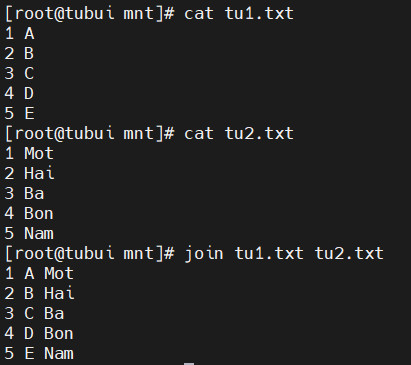 [root@tubui mnt]# cat tu1.txt
1 A
2 B
3 C
4 D
5 E
[root@tubui mnt]# cat tu2.txt
1 Mot
2 Hai
3 Ba
4 Bon
5 Nam
[root@tubui mnt]# join tu1.txt tu2.txt
1 A Mot
2 B Hai
3 C Ba
4 D Bon
5 E Nam